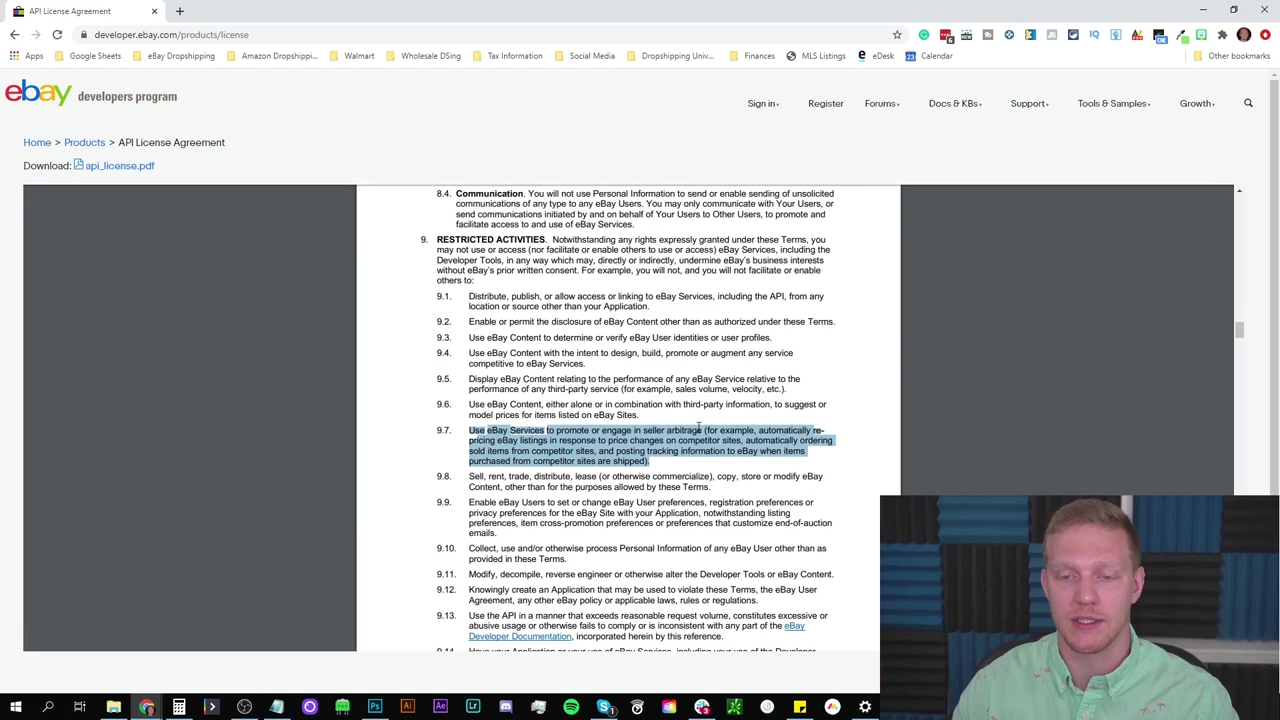 API License Agreement
developer.ebay.com/products/license
Apps
Google Sheets
eBay Dropshipping
Amazon Dropshippi...
Walmart
Wholesale DSing
Tax Information
Social Media
Dropshipping Univ...
Finances
MLS Listings
eDesk
Calendar
Other bookmarks
ebay developers program
Sign in
Register
Forums
Docs & KBs
Support
Tools & Samples
Growth
Home > Products > API License Agreement
Download: api_license.pdf
8.4. Communication. You will not use Personal Information to send or enable sending of unsolicited
communications of any type to any eBay Users. You may only communicate with Your Users, or
send communications initiated by and on behalf of Your Users to Other Users, to promote and
facilitate access to and use of eBay Services.
9. RESTRICTED ACTIVITIES. Notwithstanding any rights expressly granted under these Terms, you
may not use or access (nor facilitate or enable others to use or access) eBay Services, including the
Developer Tools, in any way which may, directly or indirectly, undermine eBay's business interests
without eBay's prior written consent. For example, you will not, and you will not facilitate or enable
others to:
9.1. Distribute, publish, or allow access or linking to eBay Services, including the API, from any
location or source other than your Application.
9.2. Enable or permit the disclosure of eBay Content other than as authorized under these Terms.
9.3. Use eBay Content to determine or verify eBay User identities or user profiles.
9.4. Use eBay Content with the intent to design, build, promote or augment any service
competitive to eBay Services.
9.5. Display eBay Content relating to the performance of any eBay Service relative to the
performance of any third-party service (for example, sales volume, velocity, etc.).
9.6. Use eBay Content, either alone or in combination with third-party information, to suggest or
model prices for items listed on eBay Sites.
9.7. Use eBay Services to promote or engage in seller arbitrage (for example, automatically re-
pricing eBay listings in response to price changes on competitor sites, automatically ordering
sold items from competitor sites, and posting tracking information to eBay when items
purchased from competitor sites are shipped).
9.8. Sell, rent, trade, distribute, lease (or otherwise commercialize), copy, store or modify eBay
Content, other than for the purposes allowed by these Terms.
9.9. Enable eBay Users to set or change eBay User preferences, registration preferences or
privacy preferences for the eBay Site with your Application, notwithstanding listing
preferences, item cross-promotion preferences or preferences that customize end-of-auction
emails.
9.10. Collect, use and/or otherwise process Personal Information of any eBay User other than as
provided in these Terms.
9.11. Modify, decompile, reverse engineer or otherwise alter the Developer Tools or eBay Content.
9.12. Knowingly create an Application that may be used to violate these Terms, the eBay User
Agreement, any other eBay policy or applicable laws, rules or regulations.
9.13. Use the API in a manner that exceeds reasonable request volume, constitutes excessive or
abusive usage or otherwise fails to comply or is inconsistent with any part of the eBay
Developer Documentation, incorporated herein by this reference.